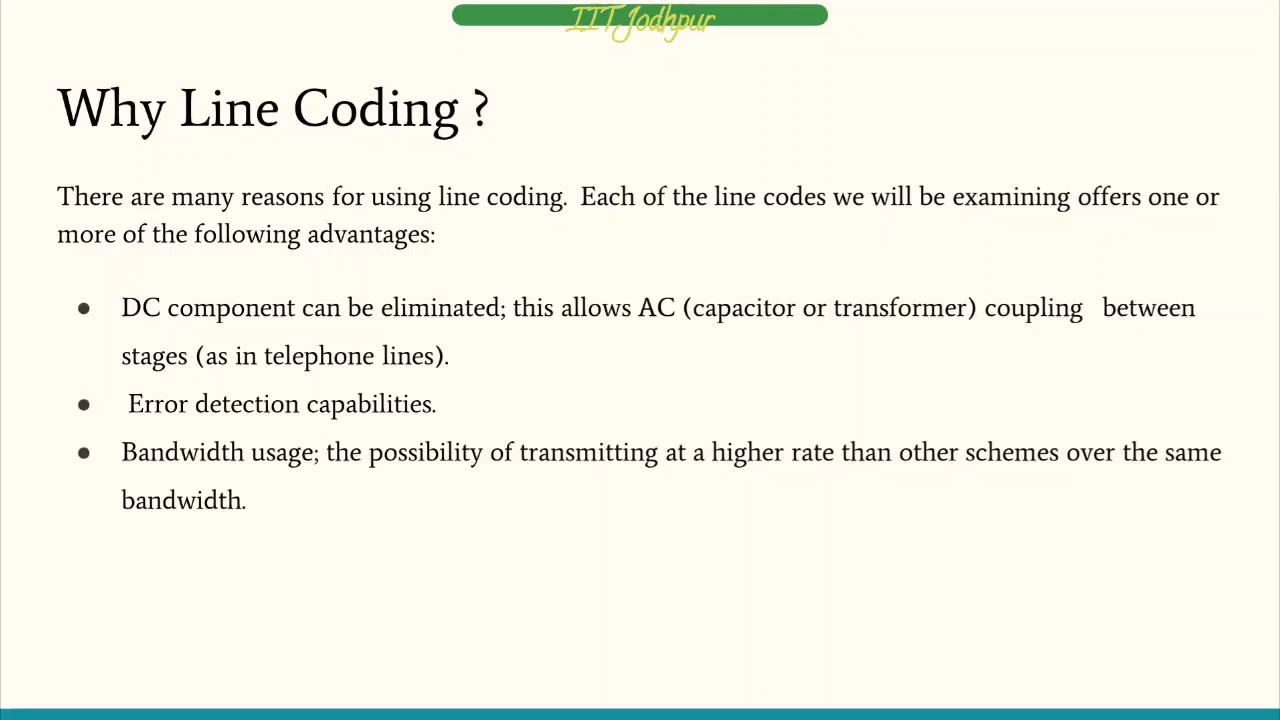 IIT Jodhpur
Why Line Coding ?
There are many reasons for using line coding. Each of the line codes we will be examining offers one or
more of the following advantages:
● DC component can be eliminated; this allows AC (capacitor or transformer) coupling between
stages (as in telephone lines).
● Error detection capabilities.
● Bandwidth usage; the possibility of transmitting at a higher rate than other schemes over the same
bandwidth.